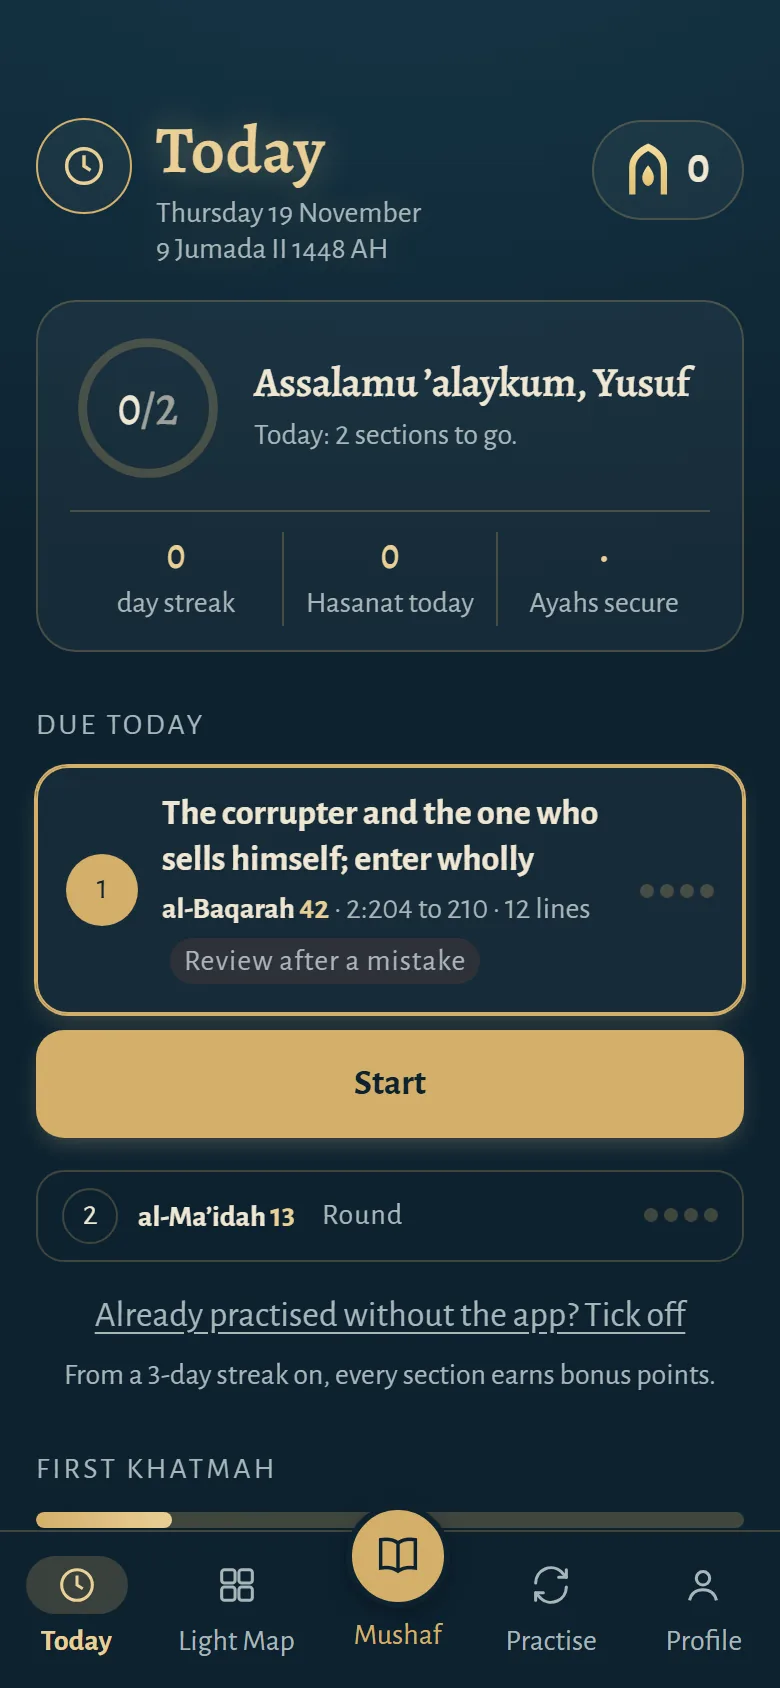 Today
Thursday 19 November
9 Jumada II 1448 AH
0
0/2
Assalamu ’alaykum, Yusuf
Today: 2 sections to go.
0
day streak
0
Hasanat today
·
Ayahs secure
DUE TODAY
1
The corrupter and the one who
sells himself; enter wholly
al-Baqarah 42 · 2:204 to 210 · 12 lines
Review after a mistake
Start
2 al-Ma’idah 13 Round
Already practised without the app? Tick off
From a 3-day streak on, every section earns bonus points.
FIRST KHATMAH
Today
Light Map
Mushaf
Practise
Profile